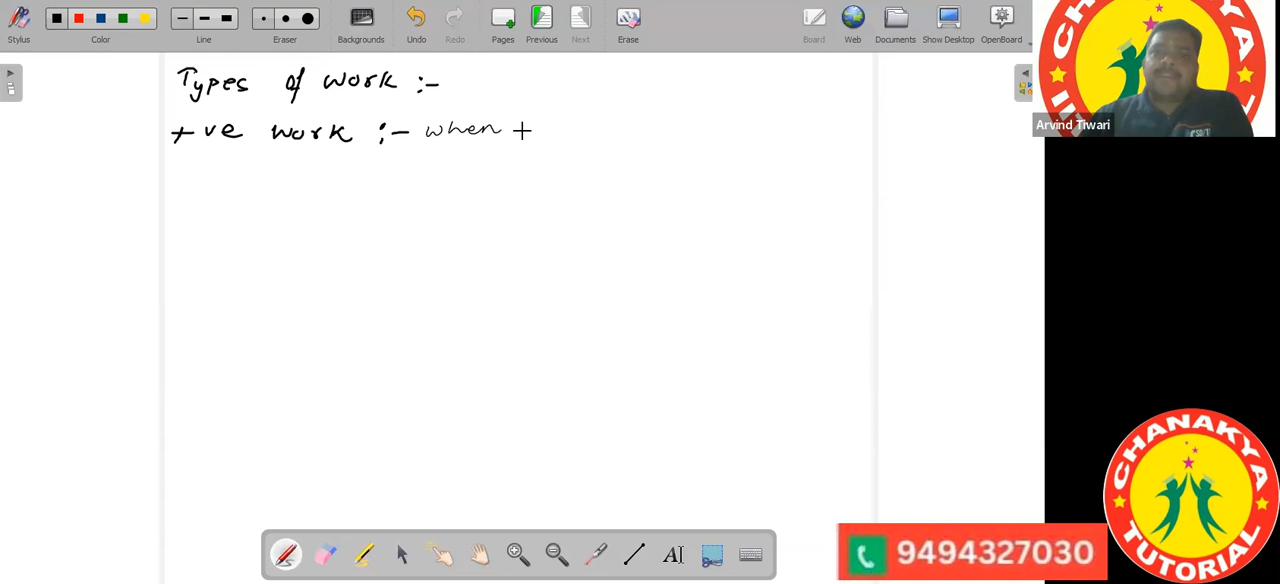 Stylus
Color
Line
Eraser
Backgrounds
Undo
Redo
Pages
Previous
Next
Erase
Board
Web
Documents
Show Desktop
OpenBoard
Types of work :-
+ve work :- when +
Arvind Tiwari
CHANAKYA
TUTORIAL
9494327030